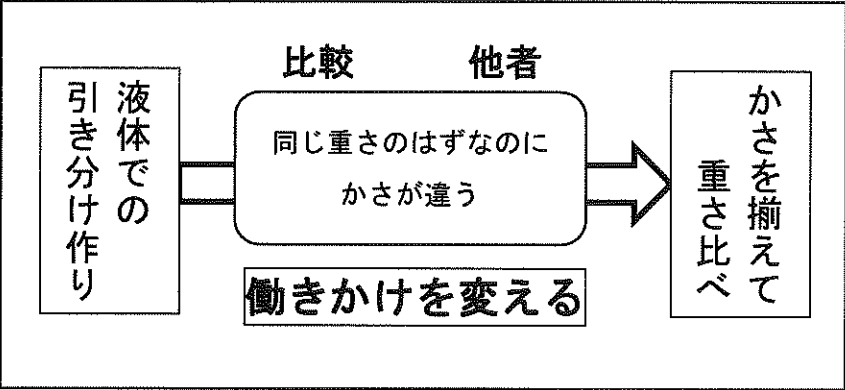 比較 他者
液体での
引き分け作り
同じ重さのはずなのに
かさが違う
働きかけを変える
かさを揃えて
重さ比べ